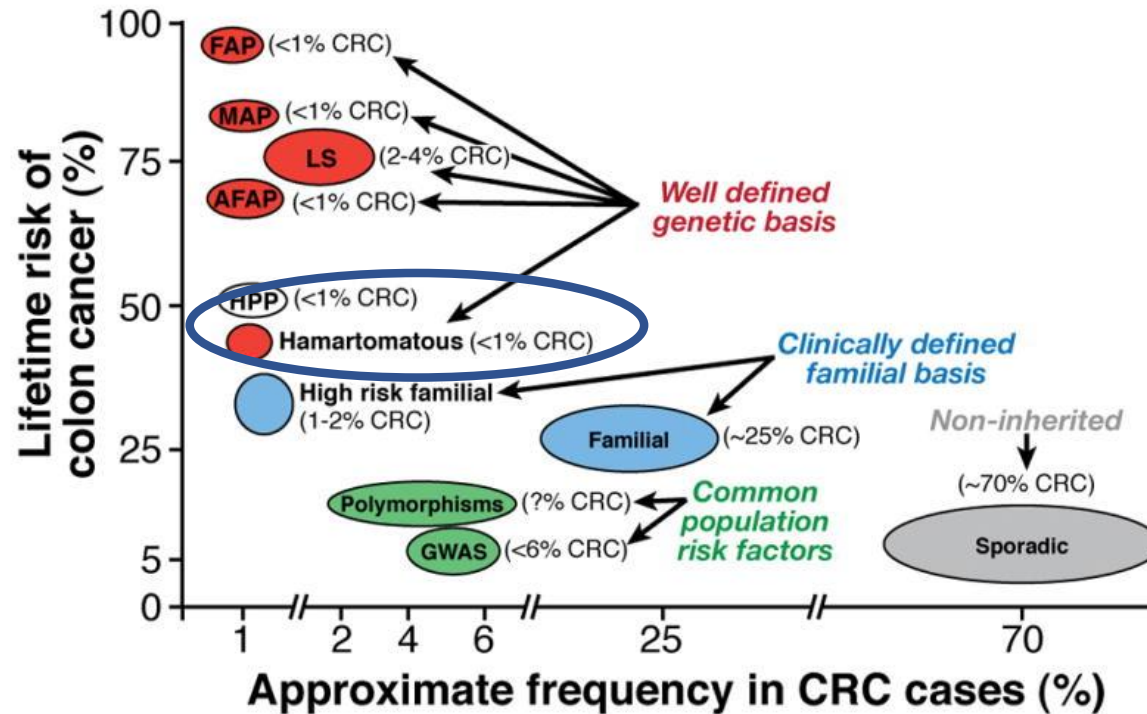 Lifetime risk of
colon cancer (%)
100
75
50
25
5
0
FAP (<1% CRC)
MAP (<1% CRC)
LS (2-4% CRC)
AFAP (<1% CRC)
Well defined
genetic basis
HPP (<1% CRC)
Hamartomatous (<1% CRC)
High risk familial
(1-2% CRC)
Clinically defined
familial basis
Familial (~25% CRC)
Non-inherited
(~70% CRC)
Sporadic
Polymorphisms (?% CRC)
GWAS (<6% CRC)
Common
population
risk factors
1 2 4 6 25 70
Approximate frequency in CRC cases (%)